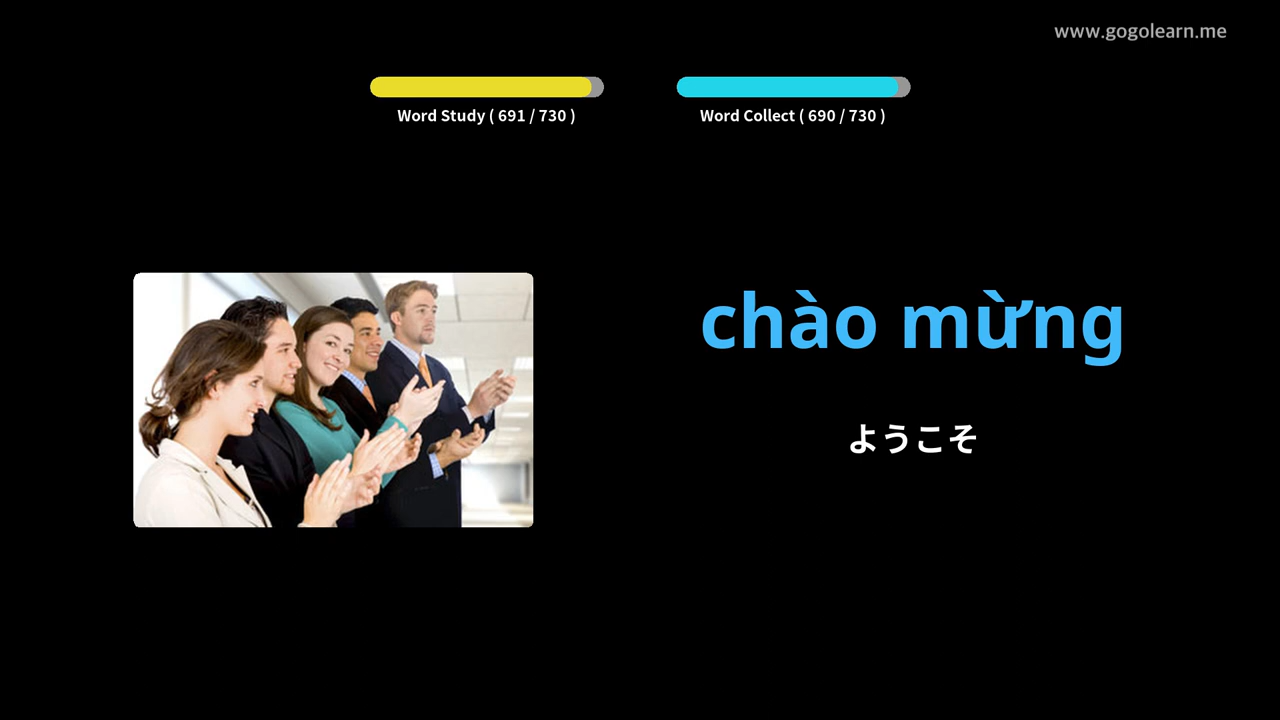 www.gogolearn.me
Word Study ( 691 / 730 )
Word Collect ( 690 / 730 )
chào mừng
ようこそ